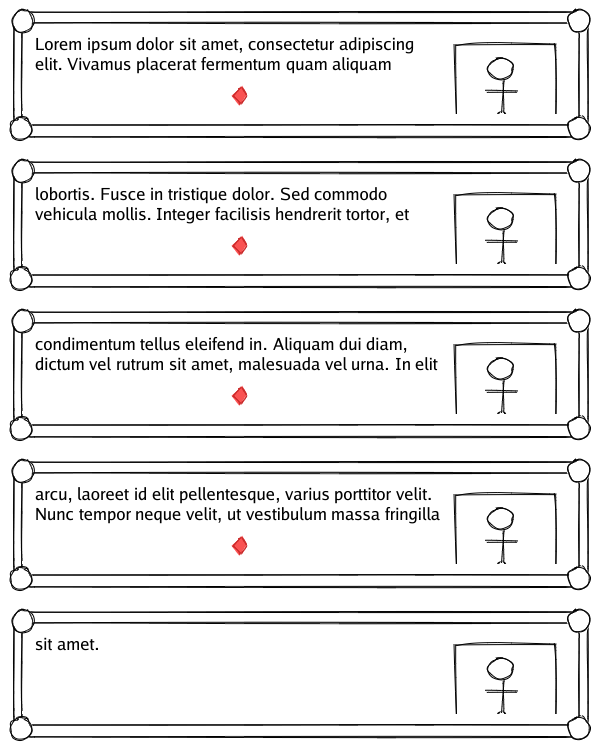 Lorem ipsum dolor sit amet, consectetur adipiscing
elit. Vivamus placerat fermentum quam aliquam
lobortis. Fusce in tristique dolor. Sed commodo
vehicula mollis. Integer facilisis hendrerit tortor, et
condimentum tellus eleifend in. Aliquam dui diam,
dictum vel rutrum sit amet, malesuada vel urna. In elit
arcu, laoreet id elit pellentesque, varius porttitor velit.
Nunc tempor neque velit, ut vestibulum massa fringilla
sit amet.